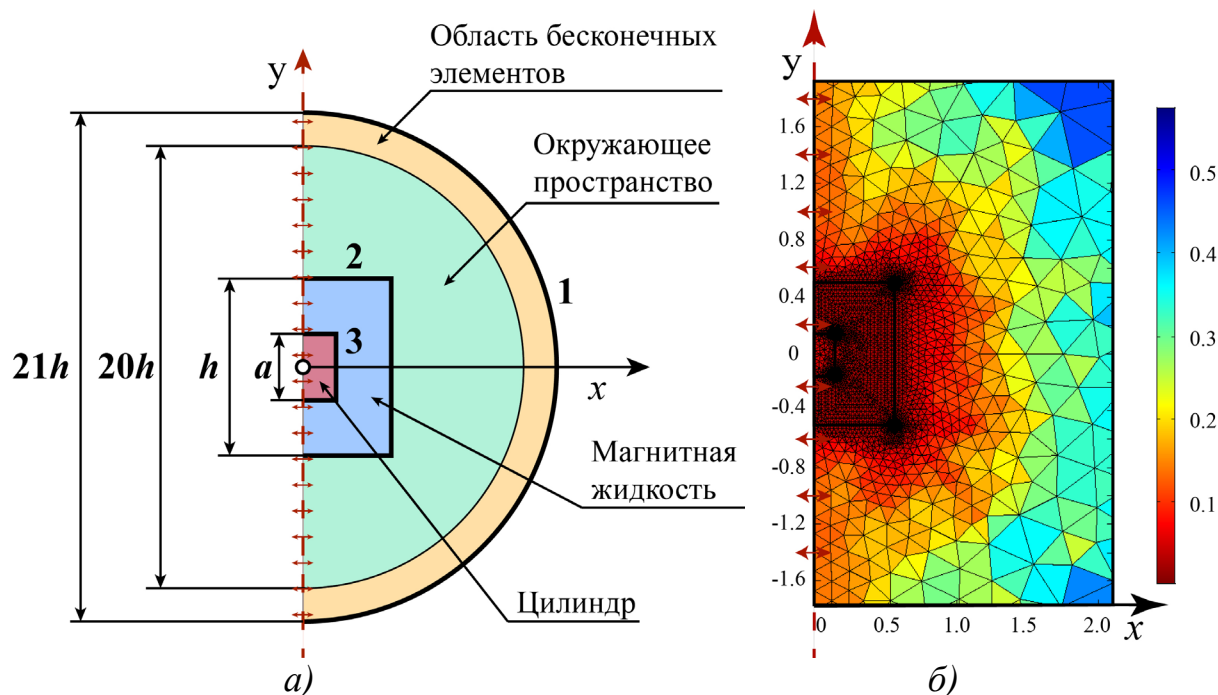 Область бесконечных
элементов
y
Окружающее
пространство
2
1
3
21h
20h
h
a
x
Магнитная
жидкость
Цилиндр
а)
y
1.6
1.2
0.8
0.4
0
-0.4
-0.8
-1.2
-1.6
0
0.5
1.0
1.5
2.0
x
0.5
0.4
0.3
0.2
0.1
б)